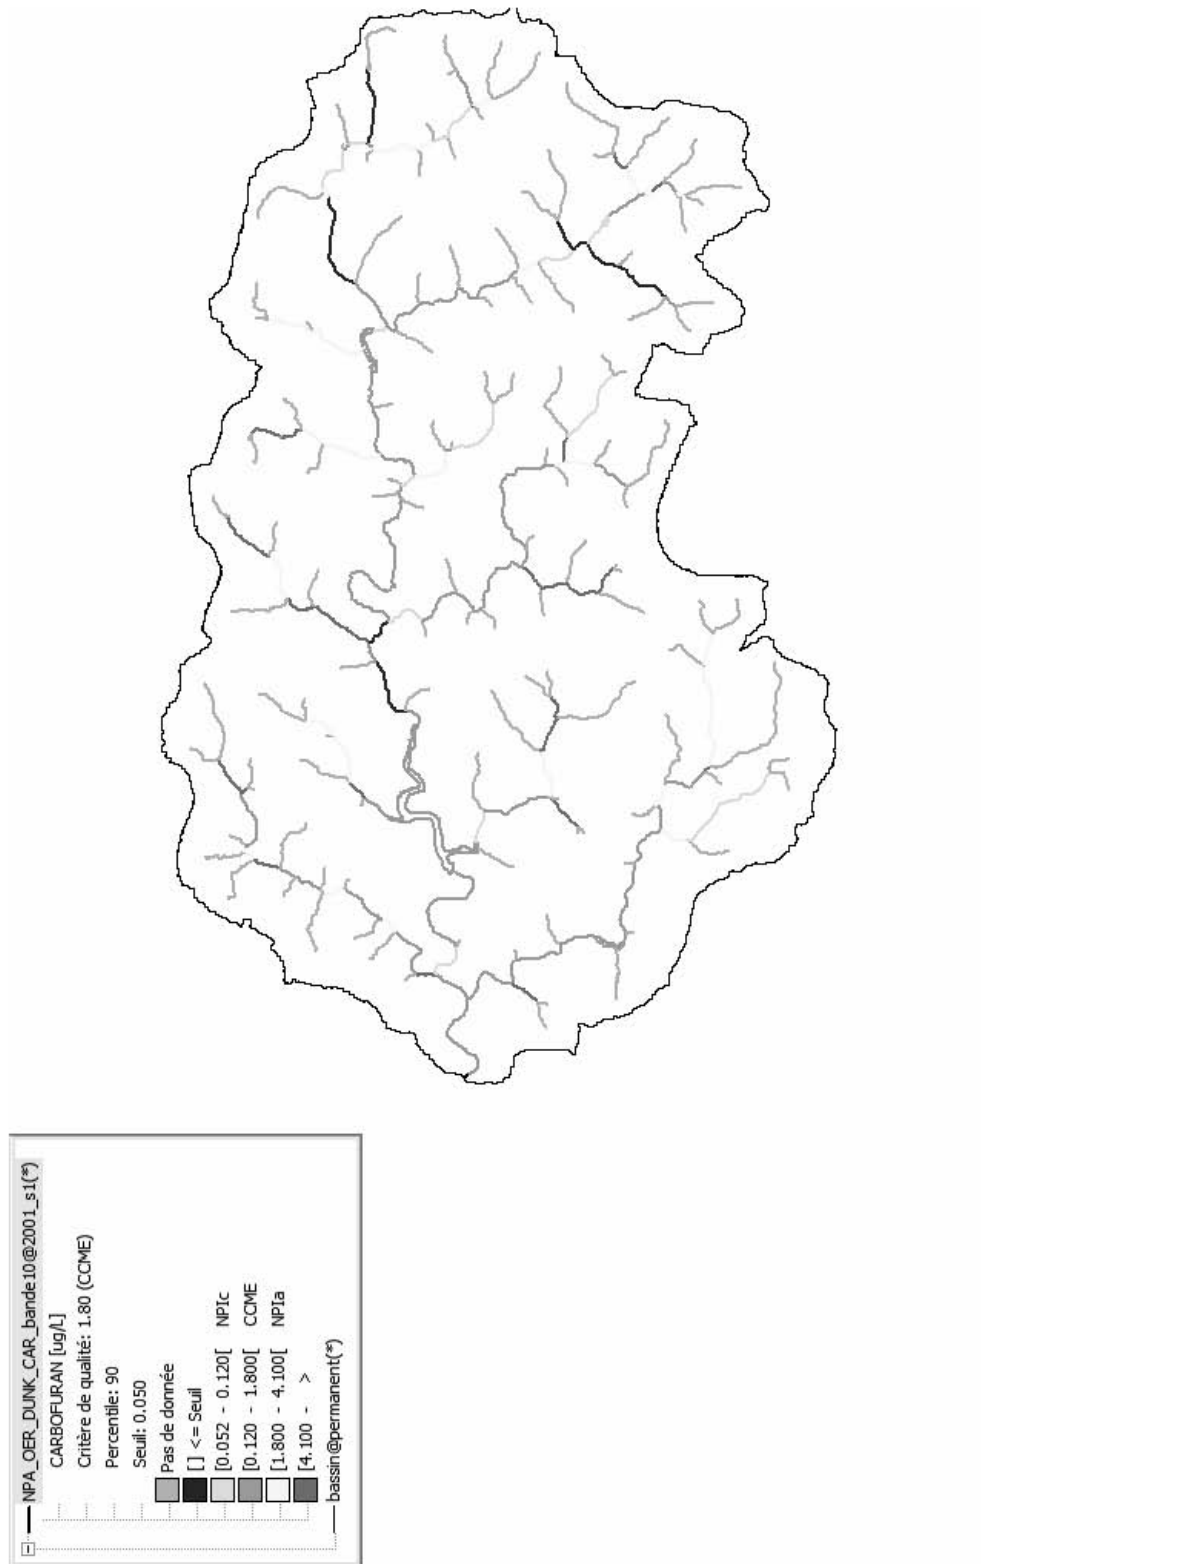 NPA_OER_DUNK_CAR_bande10@2001_s1(*)
CARBOFURAN [ug/L]
Critère de qualité: 1.80 (CCME)
Percentile: 90
Seuil: 0.050
Pas de donnée
[] <= Seuil
[0.052 - 0.120[ NPIc
[0.120 - 1.800[ CCME
[1.800 - 4.100[ NPIa
[4.100 - >
bassin@permanent(*)